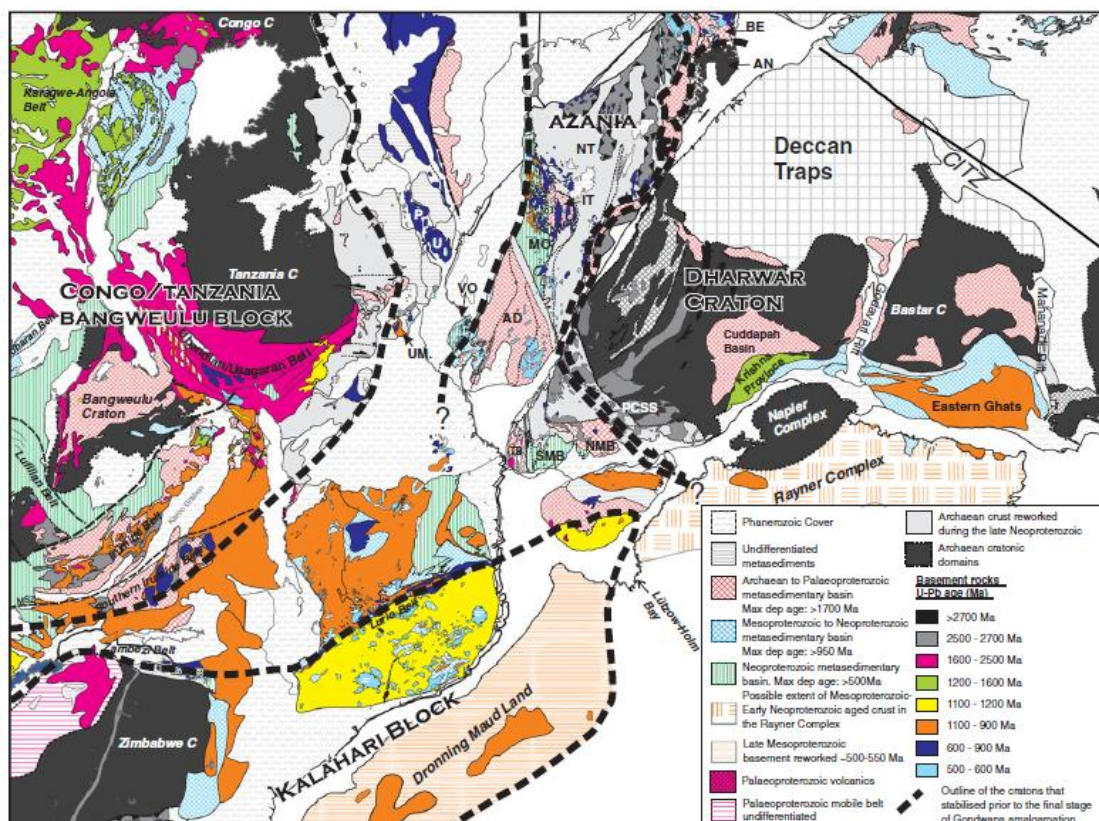 Congo C
BE
AN
Karagwe-Angola
Belt
AZANIA
NT
Deccan
Traps
CITZ
IT
P
U
?
MO
Tanzania C
VO
DHARWAR
CRATON
CONGO/TANZANIA
BANGWEULU BLOCK
Bastar C
Godavari Rift
AD
Cuddapah
Basin
UM.
Krishna
Province
Bangweulu
Craton
?
Eastern Ghats
PCSS
Napier
Complex
NMB
SMB
Lufilian Belt
Rayner Complex
?
Lurio Belt
Lützow-Holm
Bay
Zimbabwe C
KALAHARI BLOCK
Dronning Maud Land
Phanerozoic Cover
Undifferentiated
metasediments
Archaean to Palaeoproterozoic
metasedimentary basin
Max dep age: >1700 Ma
Mesoproterozoic to Neoproterozoic
metasedimentary basin
Max dep age: >950 Ma
Neoproterozoic metasedimentary
basin. Max dep age: >500Ma
Possible extent of Mesoproterozoic-
Early Neoproterozoic aged crust in
the Rayner Complex
Late Mesoproterozoic
basement reworked ~500-550 Ma
Palaeoproterozoic volcanics
Palaeoproterozoic mobile belt
undifferentiated
Archaean crust reworked
during the late Neoproterozoic
Archaean cratonic
domains
Basement rocks
U-Pb age (Ma)
>2700 Ma
2500 - 2700 Ma
1600 - 2500 Ma
1200 - 1600 Ma
1100 - 1200 Ma
1100 - 900 Ma
600 - 900 Ma
500 - 600 Ma
Outline of the cratons that
stabilised prior to the final stage
of Gondwana amalgamation